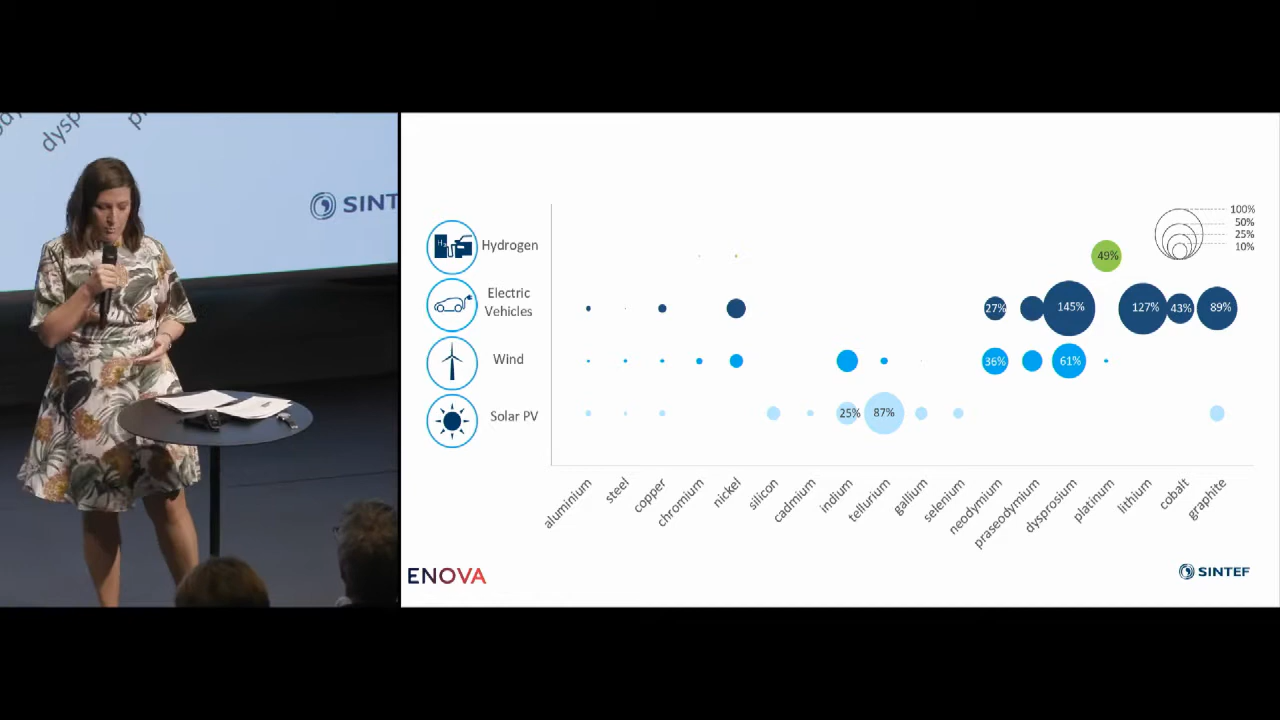 dysp
SINT
Hydrogen
Electric
Vehicles
Wind
Solar PV
H₂
100%
50%
25%
10%
49%
27%
145%
127%
43%
89%
36%
61%
25%
87%
aluminium
steel
copper
chromium
nickel
silicon
cadmium
indium
tellurium
gallium
selenium
neodymium
praseodymium
dysprosium
platinum
lithium
cobalt
graphite
ENOVA
SINTEF